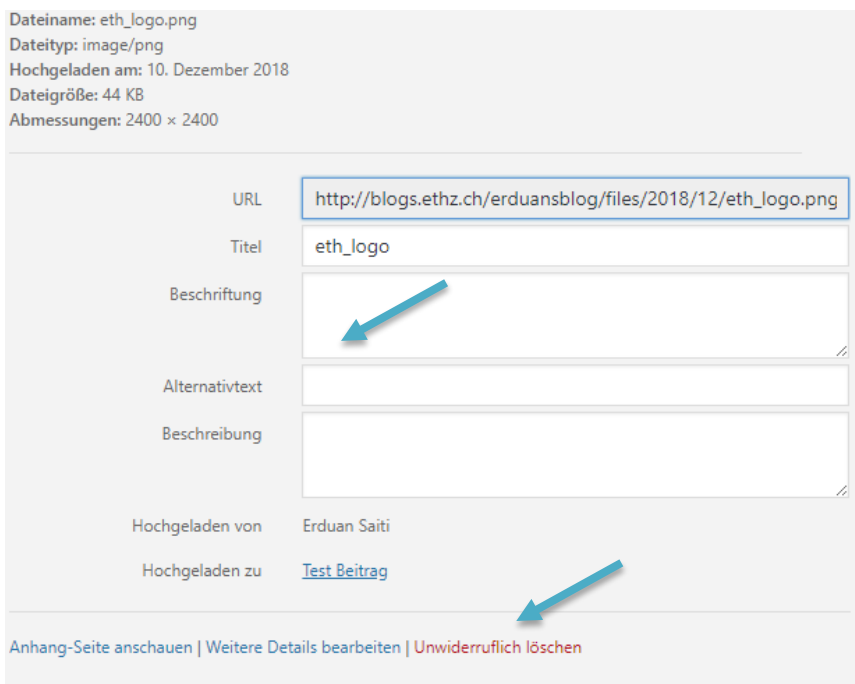 Dateiname: eth_logo.png
Dateityp: image/png
Hochgeladen am: 10. Dezember 2018
Dateigröße: 44 KB
Abmessungen: 2400 × 2400
URL http://blogs.ethz.ch/erduansblog/files/2018/12/eth_logo.png
Titel eth_logo
Beschriftung
Alternativtext
Beschreibung
Hochgeladen von Erduan Saiti
Hochgeladen zu Test Beitrag
Anhang-Seite anschauen | Weitere Details bearbeiten | Unwiderruflich löschen